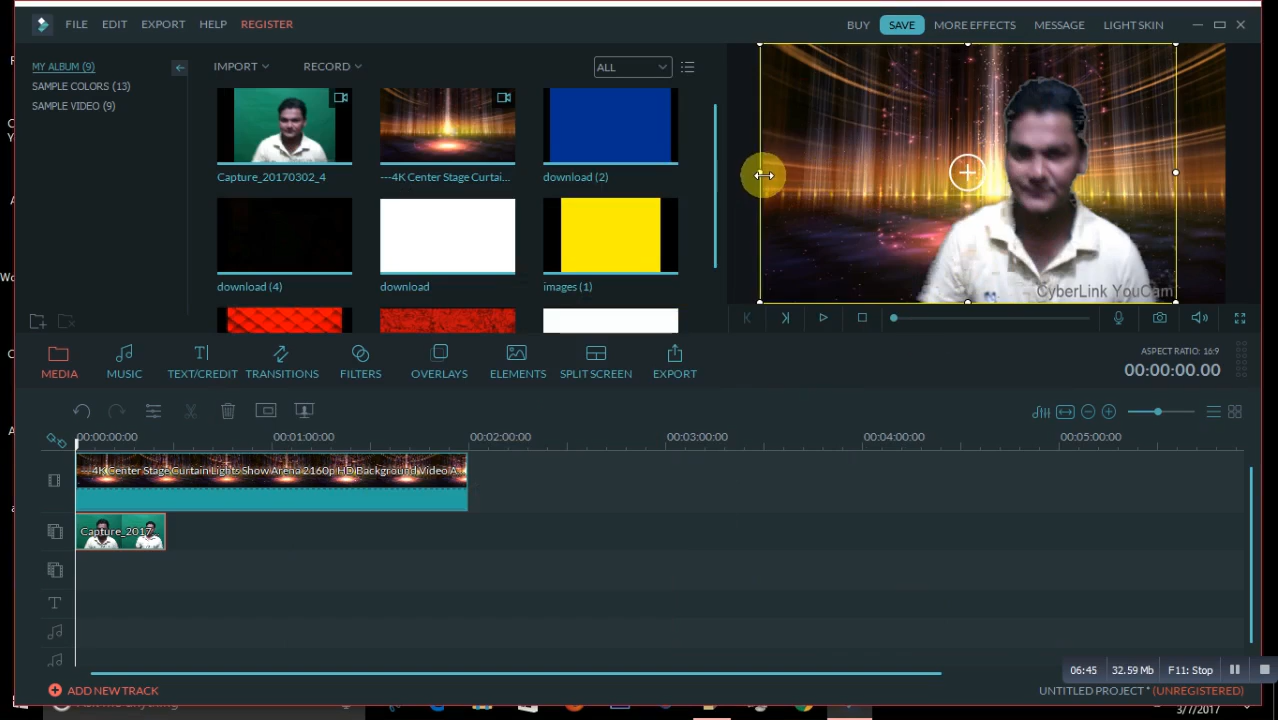 FILE EDIT EXPORT HELP REGISTER BUY SAVE MORE EFFECTS MESSAGE LIGHT SKIN
MY ALBUM (9)
SAMPLE COLORS (13)
SAMPLE VIDEO (9)
IMPORT RECORD ALL
Capture_20170302_4 ---4K Center Stage Curtai... download (2)
download (4) download images (1)
CyberLink YouCam
MEDIA MUSIC TEXT/CREDIT TRANSITIONS FILTERS OVERLAYS ELEMENTS SPLIT SCREEN EXPORT
ASPECT RATIO: 16:9
00:00:00.00
00:00:00:00 00:01:00:00 00:02:00:00 00:03:00:00 00:04:00:00 00:05:00:00
---4K Center Stage Curtain Lights Show Arena 2160p HD Background Video A...
Capture_2017
06:45 32.59 Mb F11: Stop
ADD NEW TRACK
UNTITLED PROJECT * (UNREGISTERED)
3/7/2017